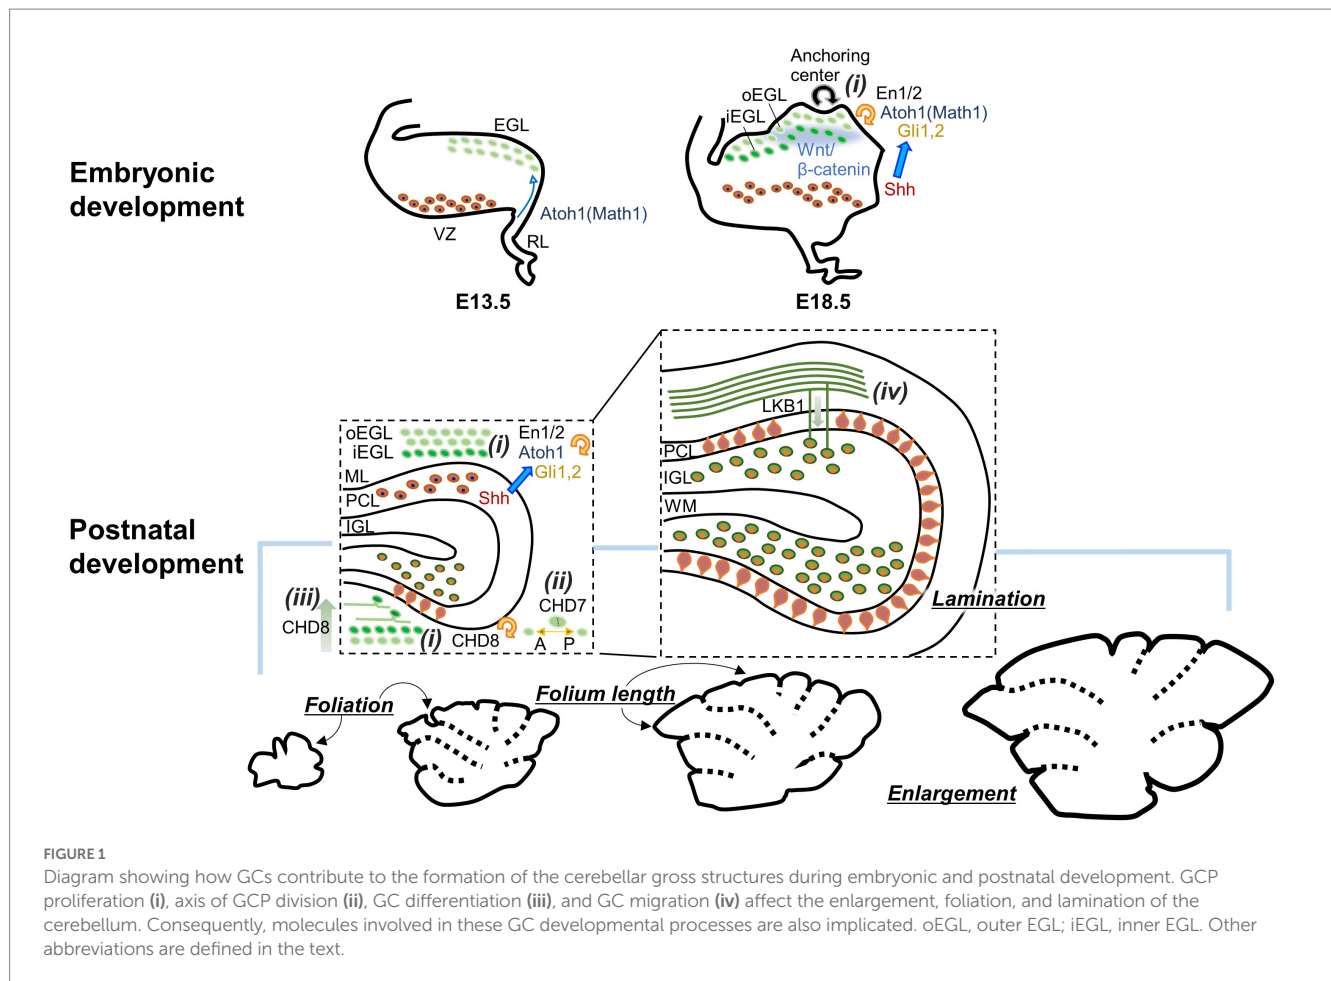 Embryonic
development
EGL
Atoh1(Math1)
VZ
RL
E13.5
Anchoring
center
(i)
oEGL
iEGL
En1/2
Atoh1(Math1)
Gli1,2
Wnt/
β-catenin
Shh
E18.5
Postnatal
development
oEGL
iEGL
(i)
En1/2
Atoh1
Gli1,2
ML
PCL
Shh
IGL
(iii)
CHD8
(i)
CHD8
(ii)
CHD7
A P
(iv)
LKB1
PCL
IGL
WM
Lamination
Foliation
Folium length
Enlargement
FIGURE 1
Diagram showing how GCs contribute to the formation of the cerebellar gross structures during embryonic and postnatal development. GCP
proliferation (i), axis of GCP division (ii), GC differentiation (iii), and GC migration (iv) affect the enlargement, foliation, and lamination of the
cerebellum. Consequently, molecules involved in these GC developmental processes are also implicated. oEGL, outer EGL; iEGL, inner EGL. Other
abbreviations are defined in the text.